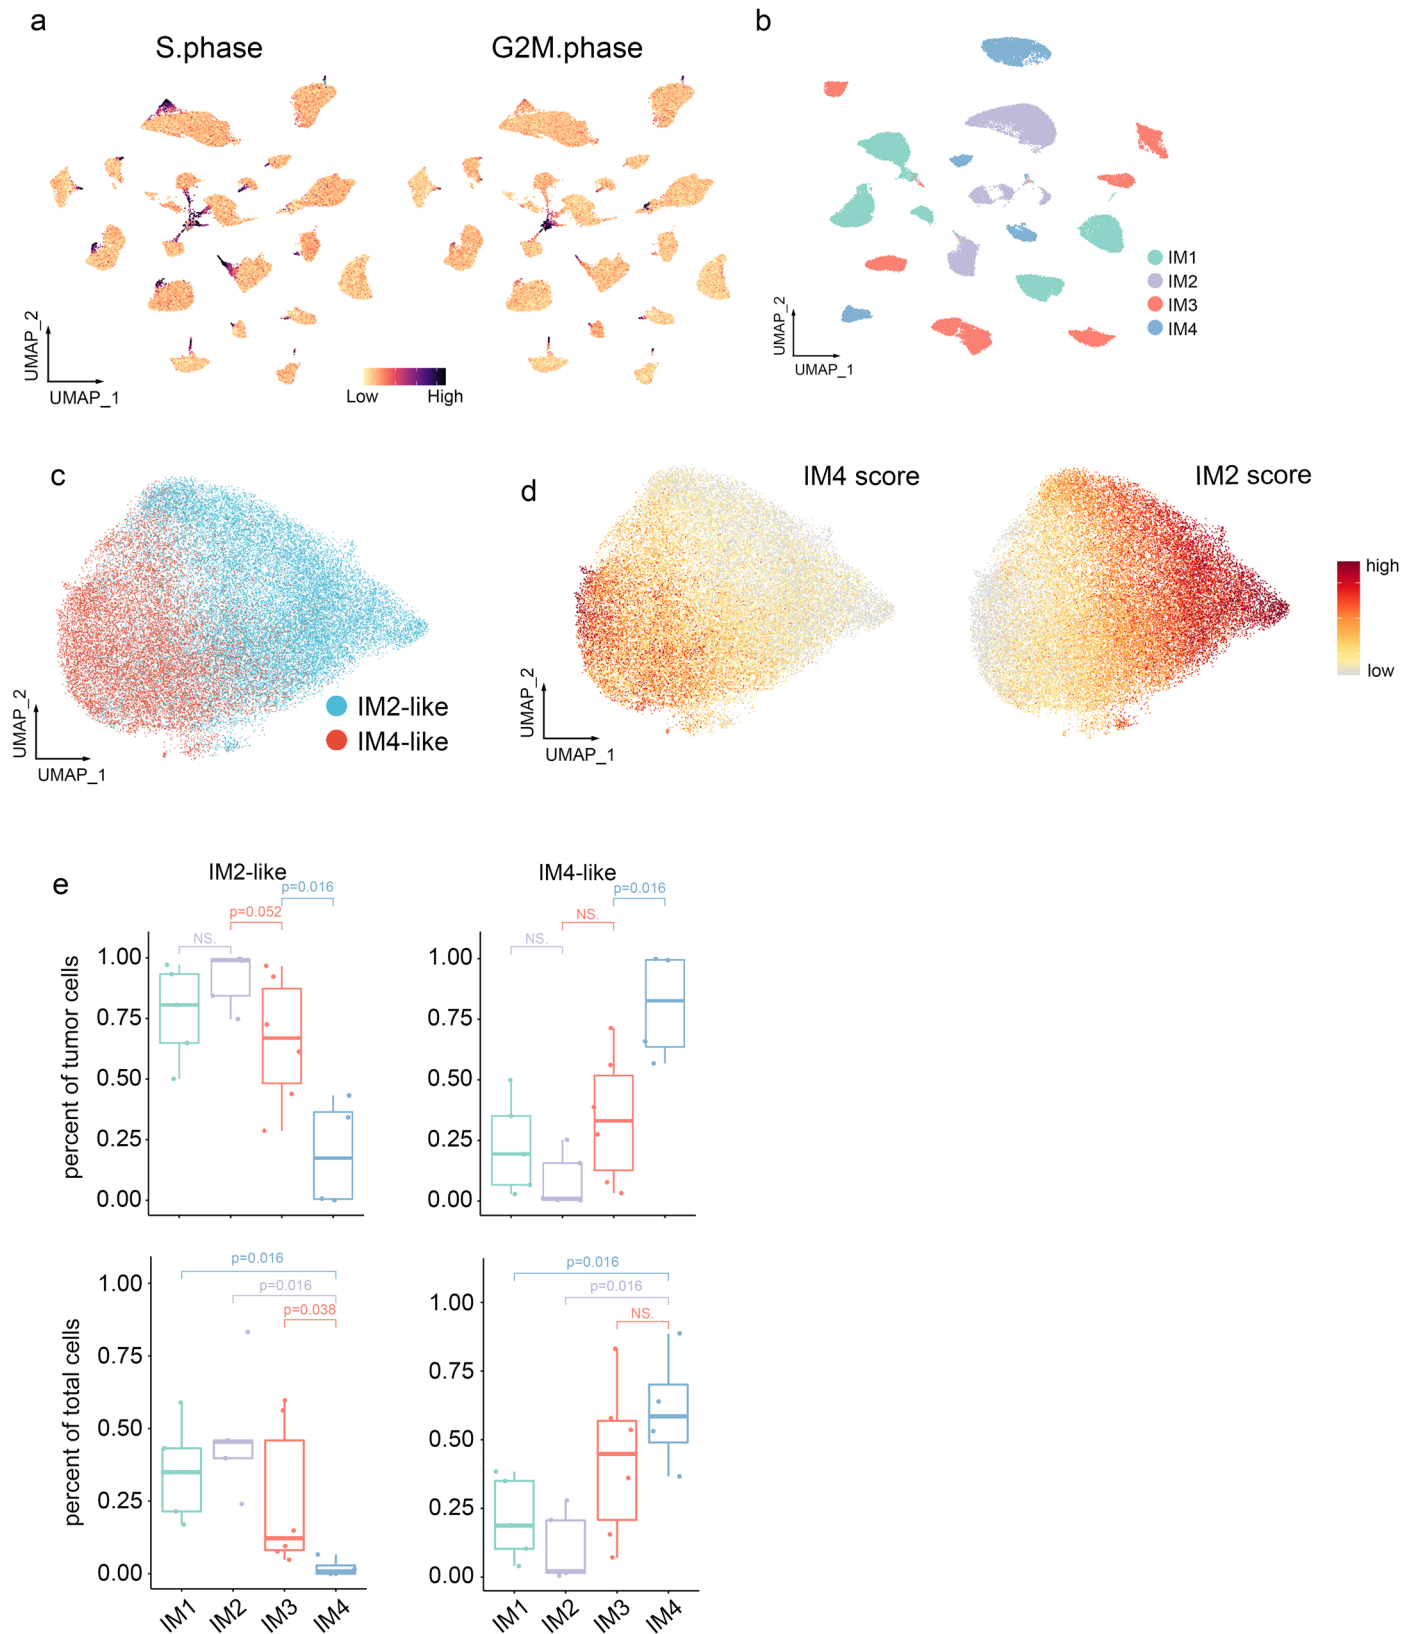 a
b
S.phase
G2M.phase
UMAP_2
UMAP_1
Low
High
IM1
IM2
IM3
IM4
UMAP_2
UMAP_1
c
d
IM4 score
IM2 score
high
low
IM2-like
IM4-like
UMAP_2
UMAP_1
UMAP_2
UMAP_1
e
IM2-like
IM4-like
p=0.016
p=0.052
NS.
p=0.016
NS.
NS.
percent of tumor cells
1.00
0.75
0.50
0.25
0.00
1.00
0.75
0.50
0.25
0.00
p=0.016
p=0.016
p=0.038
p=0.016
p=0.016
NS.
percent of total cells
1.00
0.75
0.50
0.25
0.00
1.00
0.75
0.50
0.25
0.00
IM1
IM2
IM3
IM4
IM1
IM2
IM3
IM4